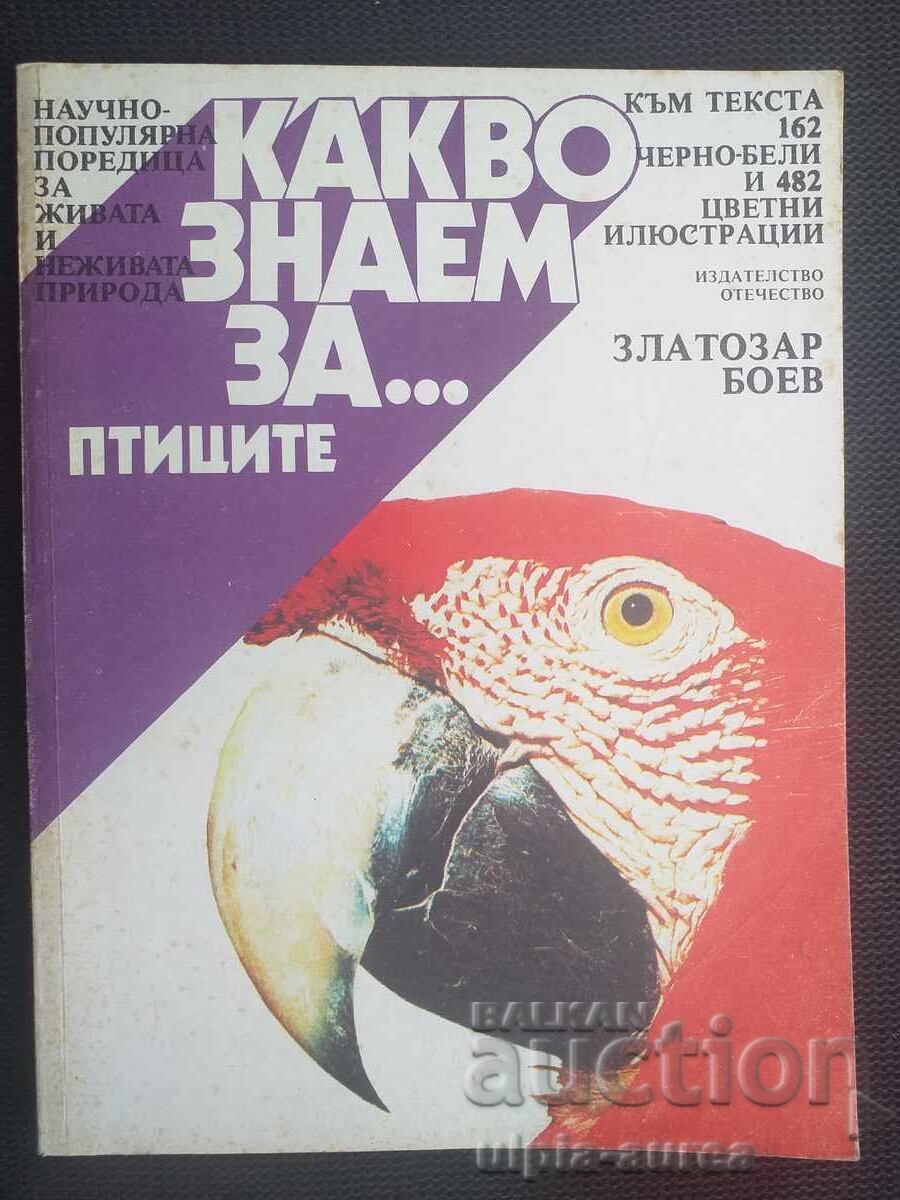 НАУЧНО-
ПОПУЛЯРНА
ПОРЕДИЦА
ЗА
ЖИВАТА
И
НЕЖИВАТА
ПРИРОДА
КАКВО
ЗНАЕМ
ЗА...
ПТИЦИТЕ
КЪМ ТЕКСТА
162
ЧЕРНО-БЕЛИ
И 482
ЦВЕТНИ
ИЛЮСТРАЦИИ
ИЗДАТЕЛСТВО
ОТЕЧЕСТВО
ЗЛАТОЗАР
БОЕВ
BALKAN
auction
ulpia-aurea